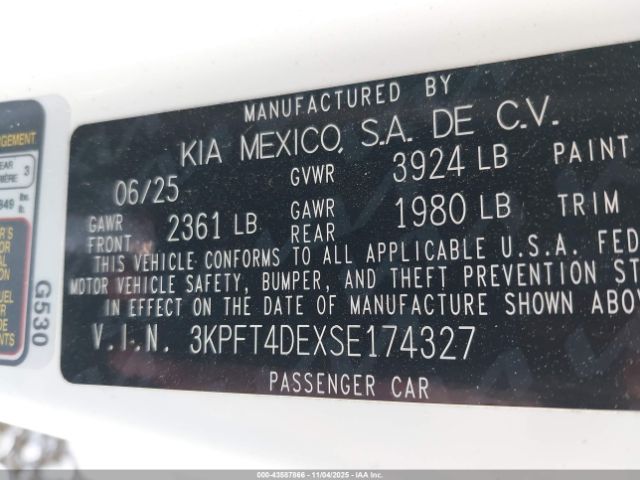 MANUFACTURED BY
KIA MEXICO, S.A. DE C.V.
06/25 GVWR 3924 LB PAINT
GAWR FRONT 2361 LB GAWR REAR 1980 LB TRIM
THIS VEHICLE CONFORMS TO ALL APPLICABLE U.S.A. FED
MOTOR VEHICLE SAFETY, BUMPER, AND THEFT PREVENTION ST
IN EFFECT ON THE DATE OF MANUFACTURE SHOWN ABOV
V.I.N. 3KPFT4DEXSE174327
PASSENGER CAR
G530
3
000-43587866 - 11/04/2025 - IAA Inc.